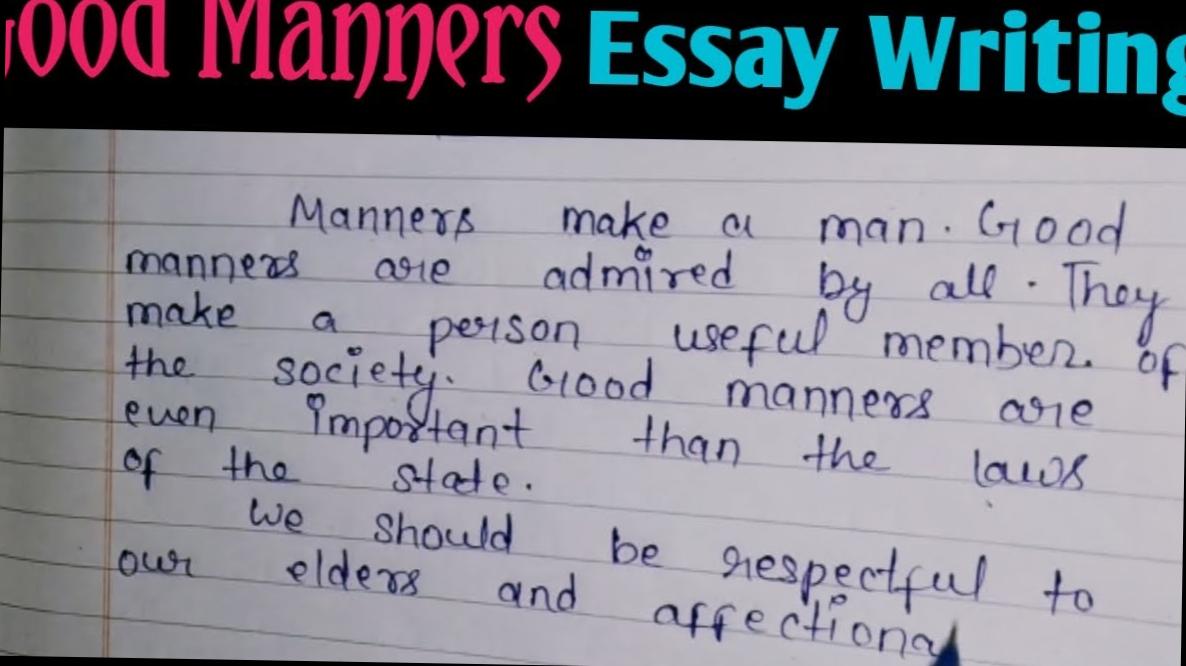 Good Manners Essay Writing
Manners make a man. Good
manners are admired by all. They
make a person useful member. of
the society. Good manners are
even important than the laws
of the state.
We should be respectful to
our elders and affectiona